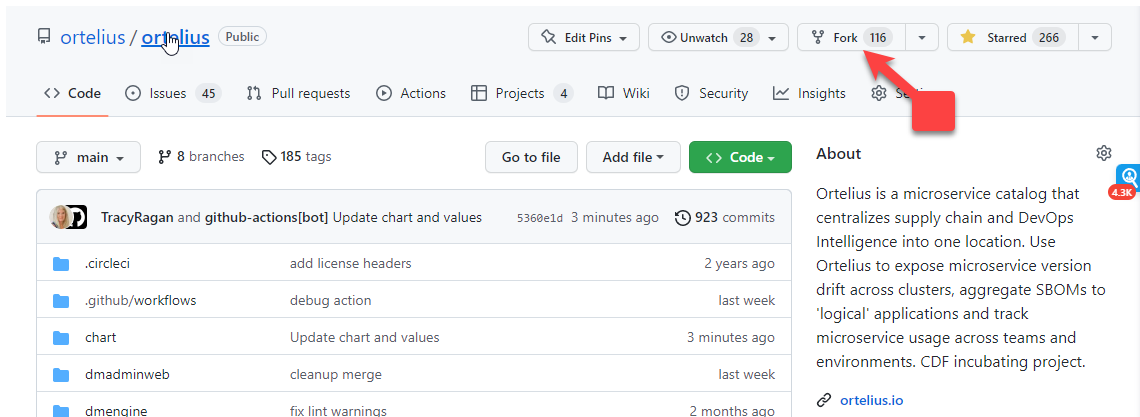 ortelius / ortelius Public Edit Pins Unwatch 28 Fork 116 Starred 266
Code Issues 45 Pull requests Actions Projects 4 Wiki Security Insights
main 8 branches 185 tags Go to file Add file Code
TracyRagan and github-actions[bot] Update chart and values 5360e1d 3 minutes ago 923 commits
.circleci add license headers 2 years ago
.github/workflows debug action last week
chart Update chart and values 3 minutes ago
dmadminweb cleanup merge last week
dmengine fix lint warnings 2 months ago
About
Ortelius is a microservice catalog that
centralizes supply chain and DevOps
Intelligence into one location. Use
Ortelius to expose microservice version
drift across clusters, aggregate SBOMs to
'logical' applications and track
microservice usage across teams and
environments. CDF incubating project.
ortelius.io
4.3K